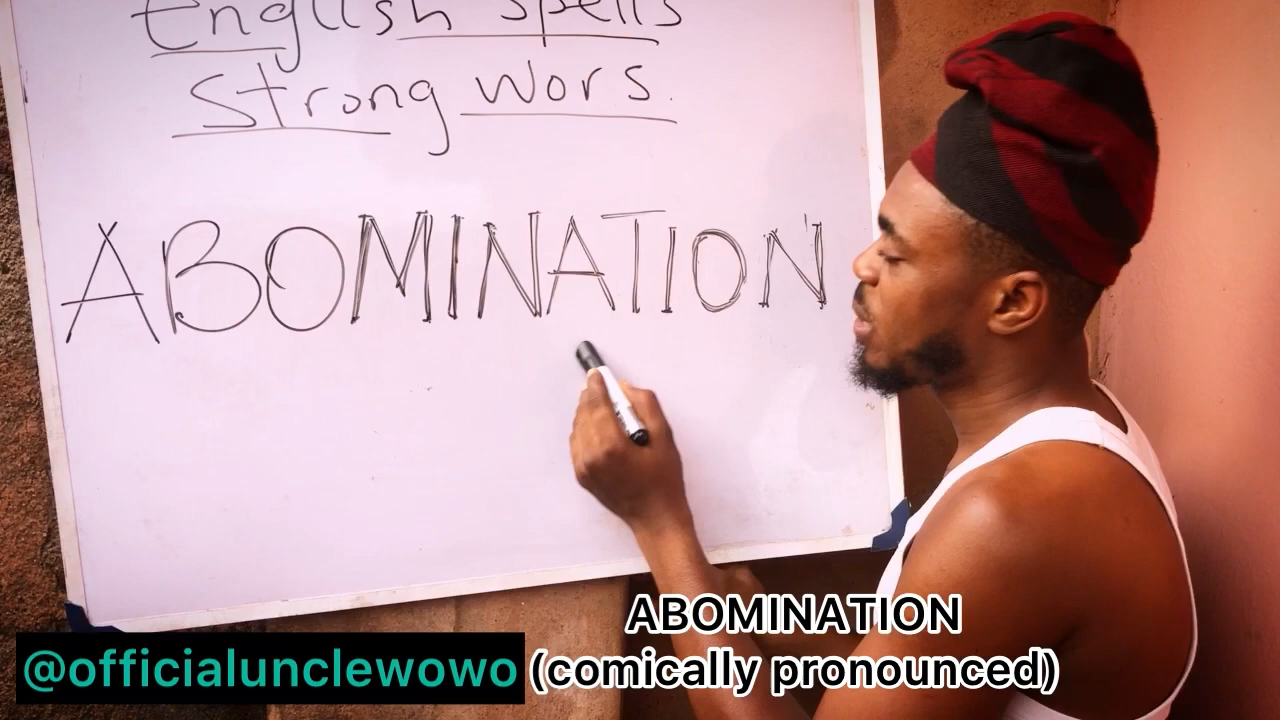 English spells
Strong wors.
ABOMINATION
ABOMINATION
@officialunclewowo (comically pronounced)